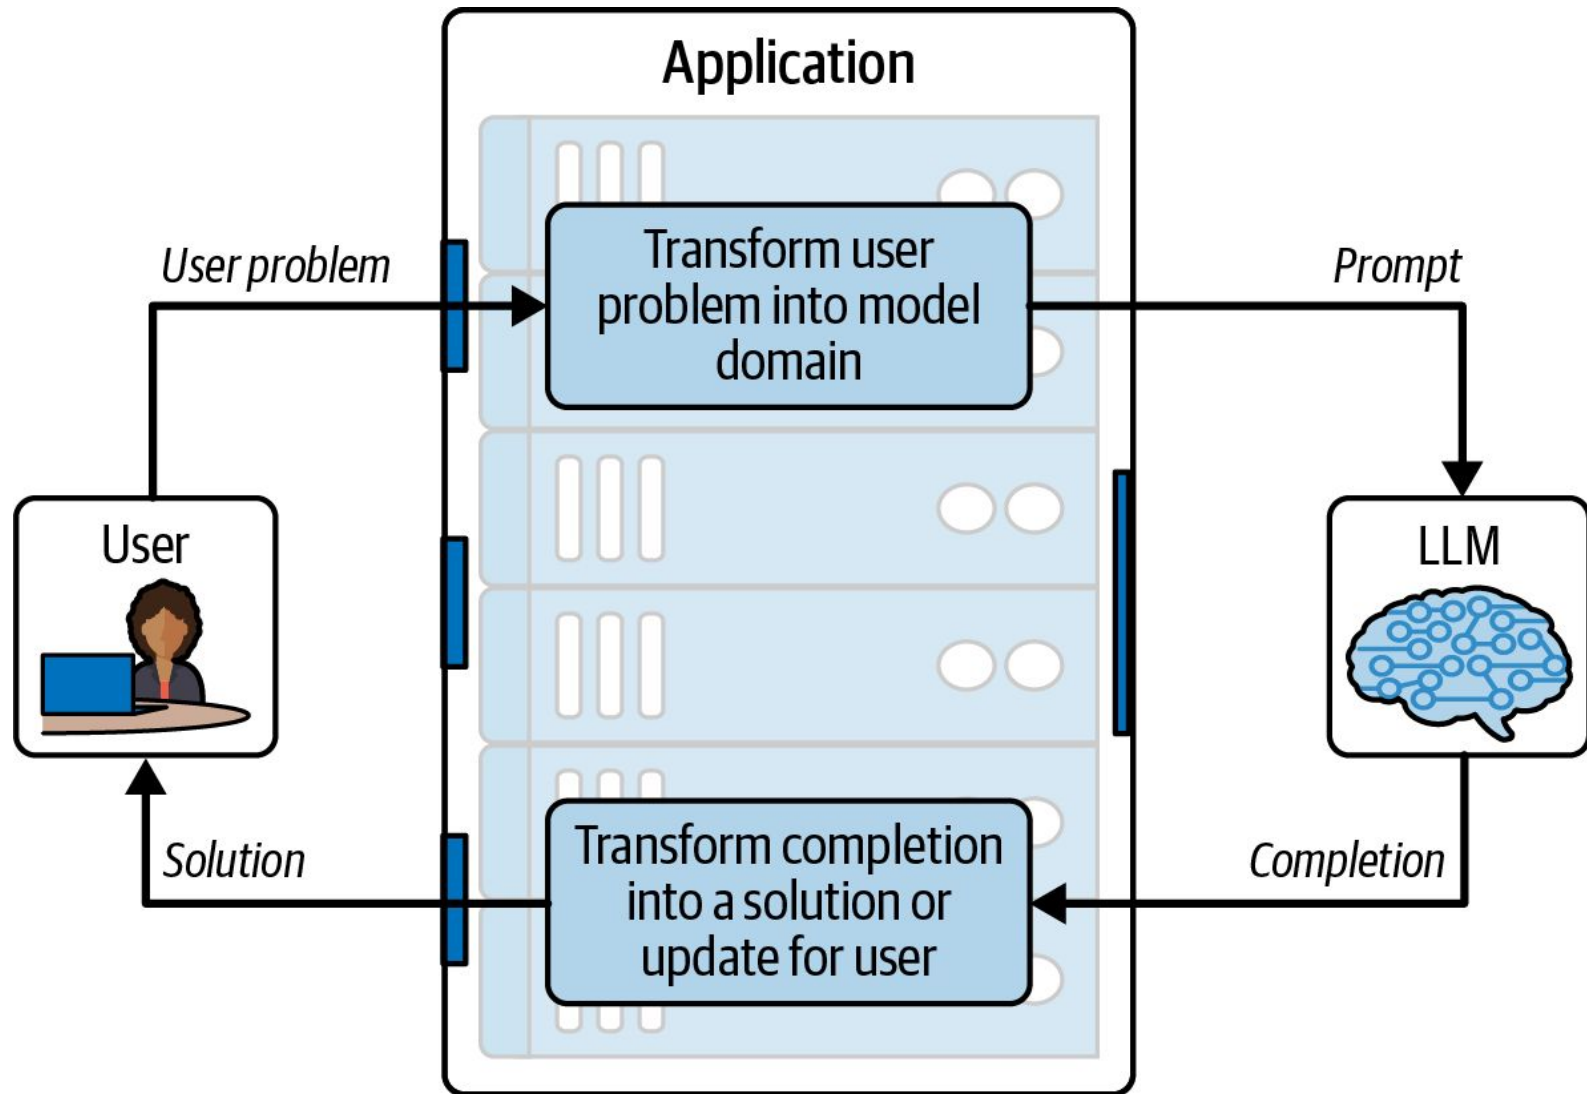 Application
User problem
Transform user
problem into model
domain
Prompt
User
LLM
Solution
Transform completion
into a solution or
update for user
Completion